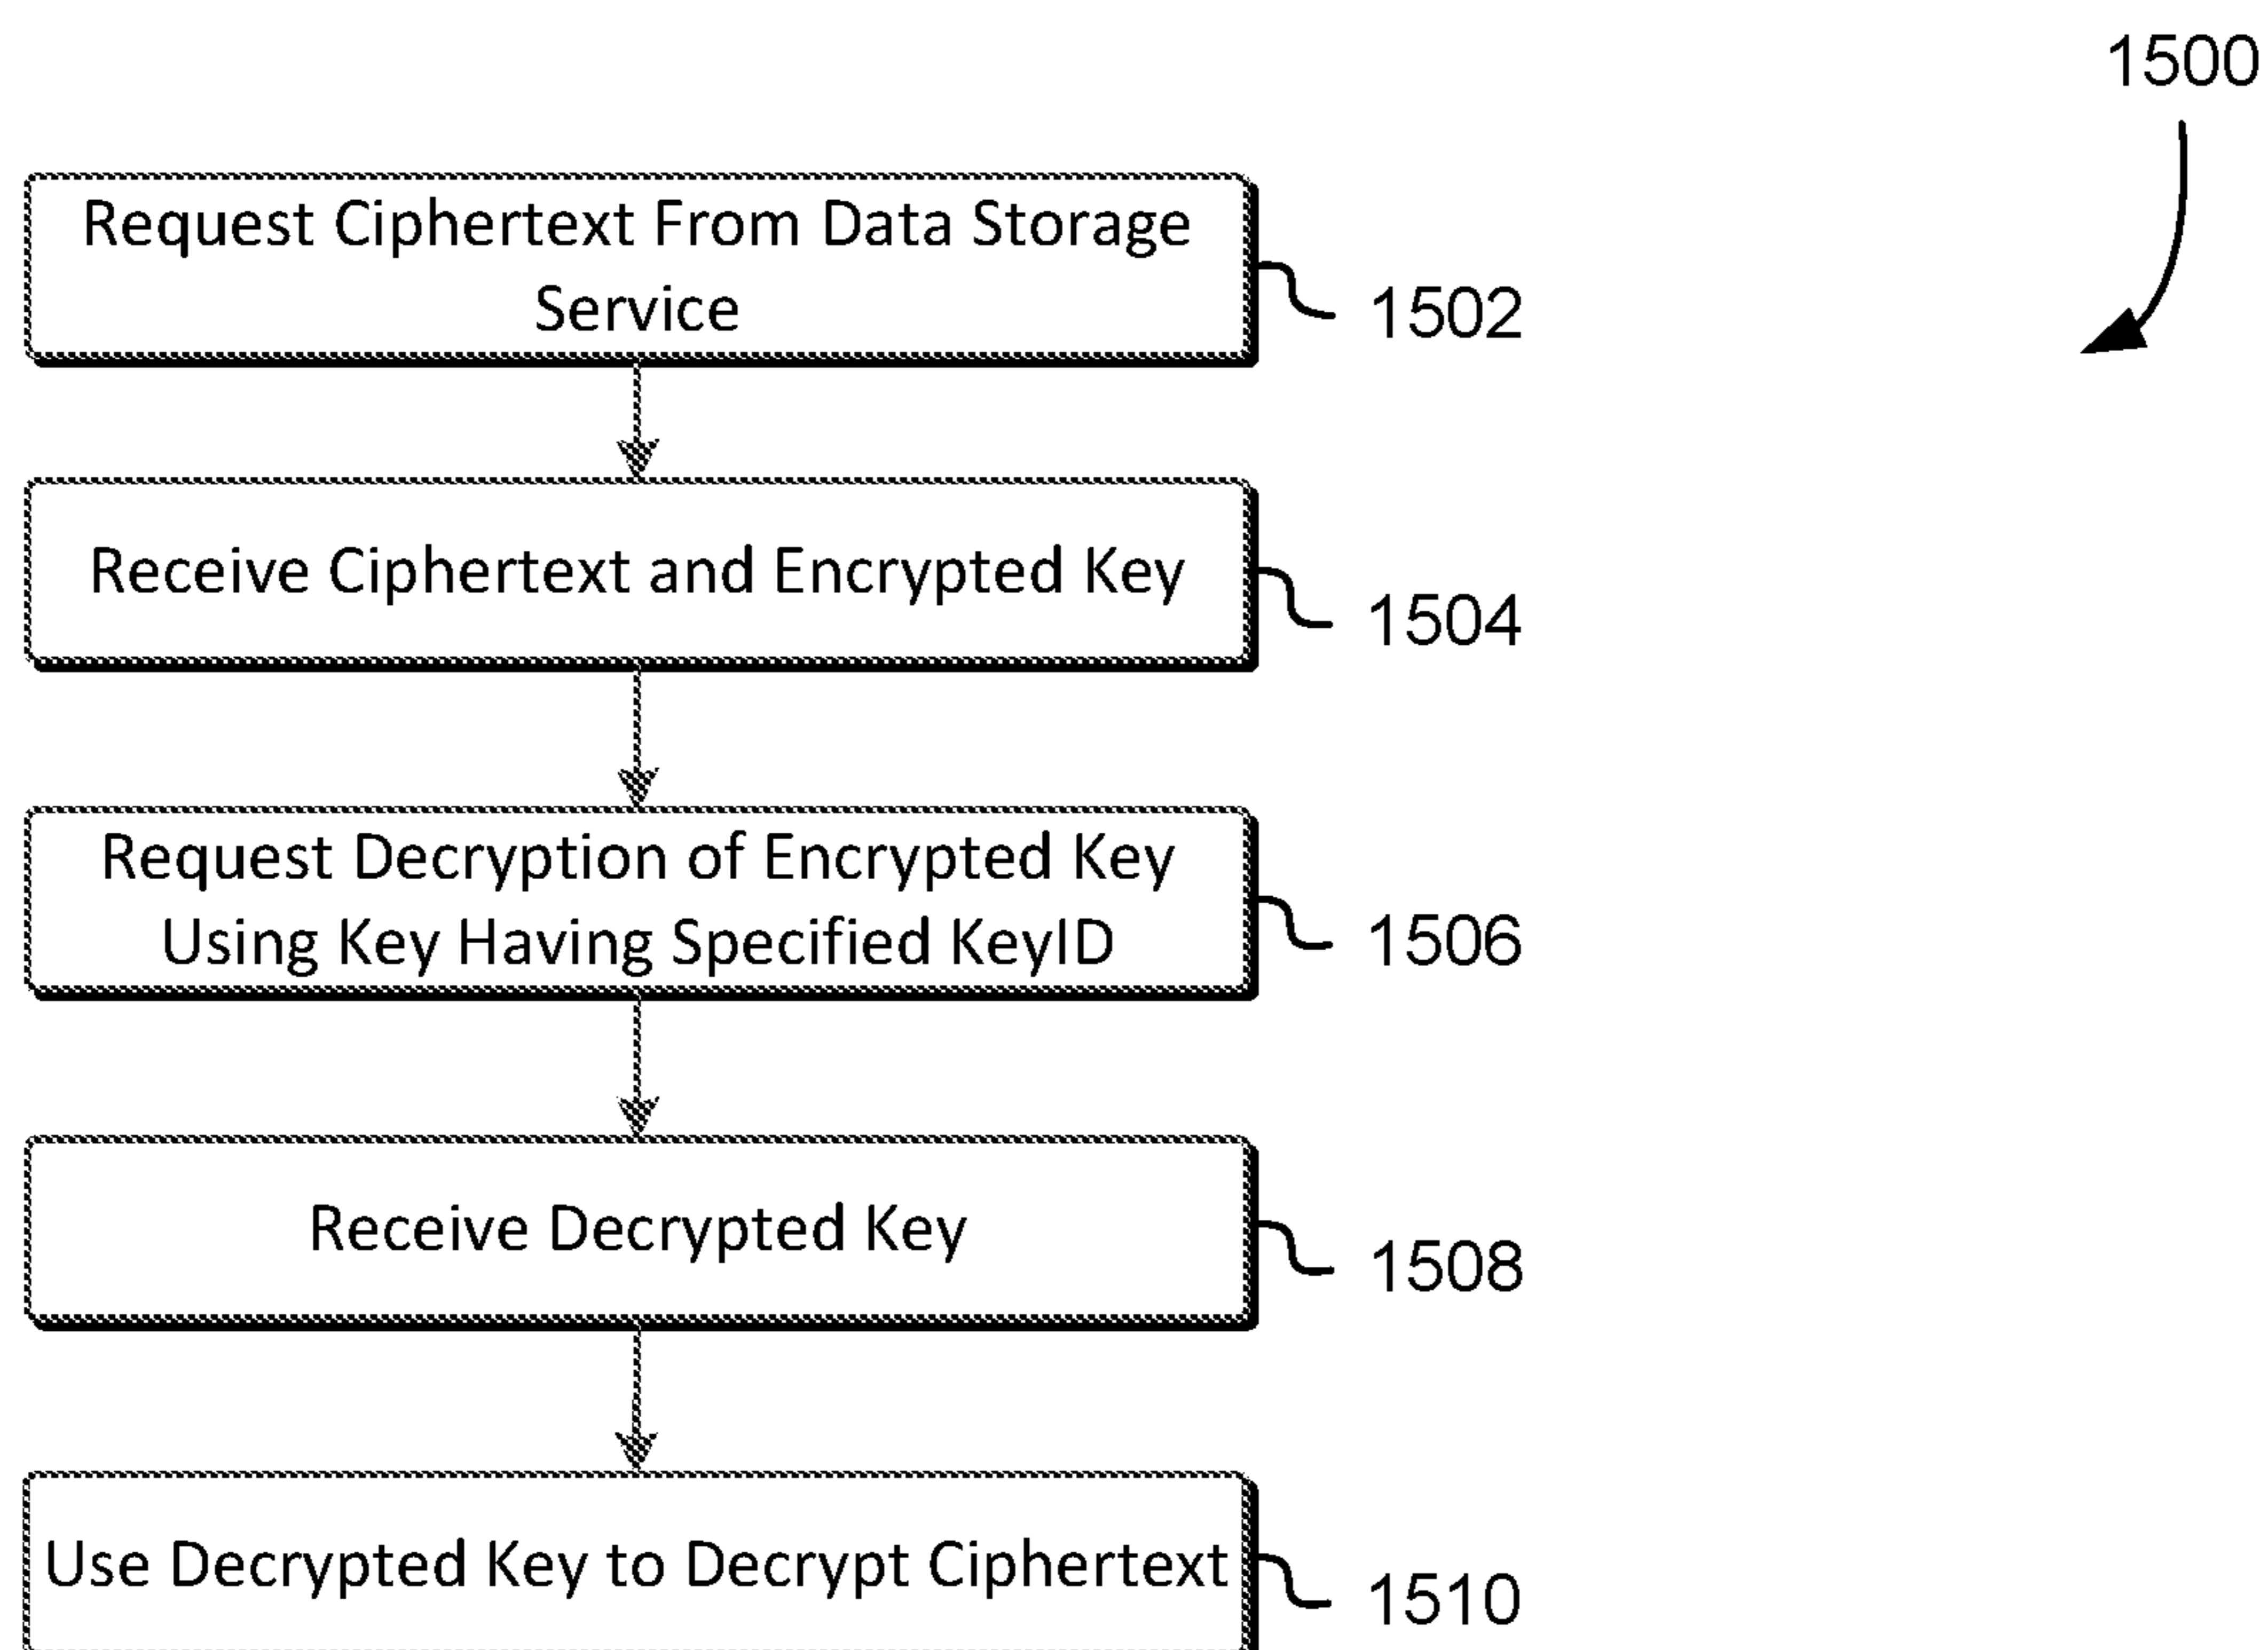 1500
Request Ciphertext From Data Storage
Service
1502
Receive Ciphertext and Encrypted Key
1504
Request Decryption of Encrypted Key
Using Key Having Specified KeyID
1506
Receive Decrypted Key
1508
Use Decrypted Key to Decrypt Ciphertext
1510